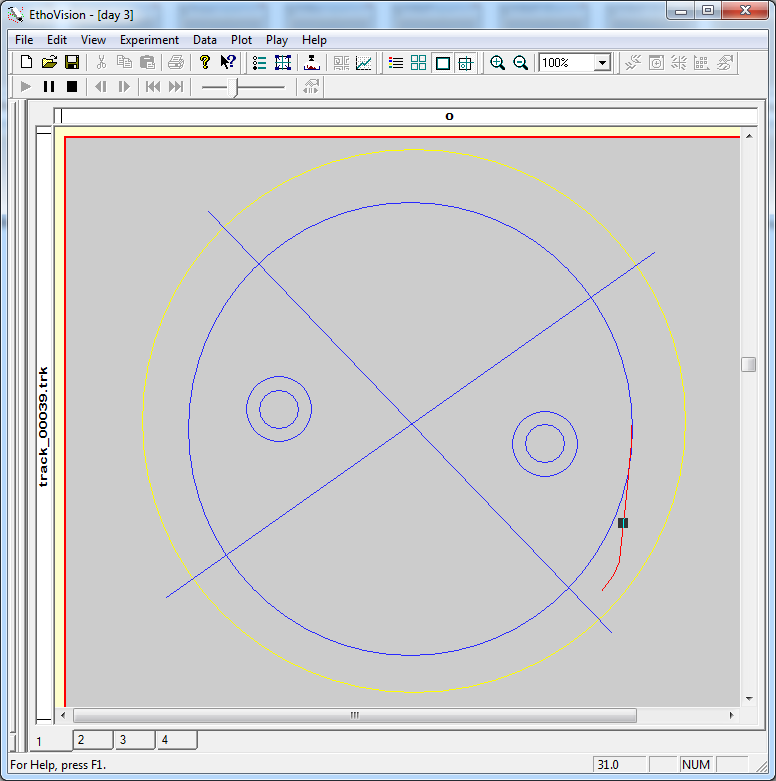 EthoVision - [day 3]
File Edit View Experiment Data Plot Play Help
100%
o
track_00039.trk
1 2 3 4
For Help, press F1. 31.0 NUM